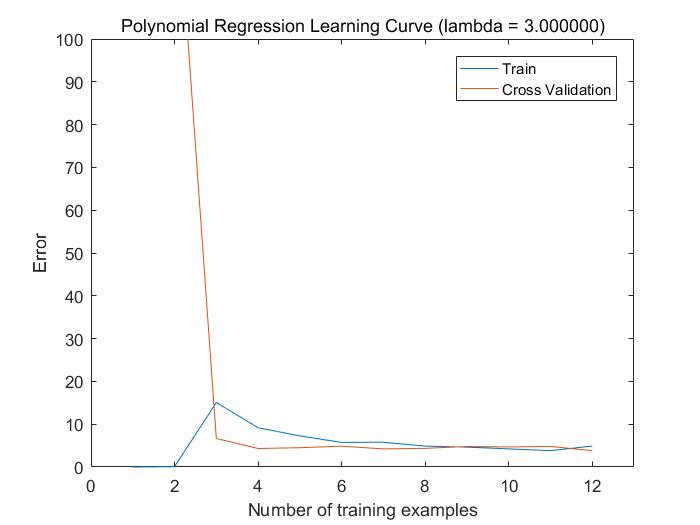 Polynomial Regression Learning Curve (lambda = 3.000000)
100
90
80
70
60
50
40
30
20
10
0
Error
Train
Cross Validation
0 2 4 6 8 10 12
Number of training examples